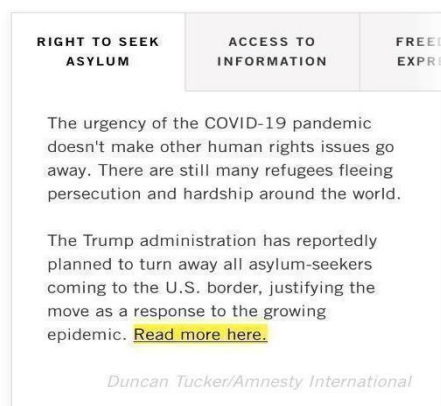 RIGHT TO SEEK
ASYLUM
ACCESS TO
INFORMATION
FREE
EXPR
The urgency of the COVID-19 pandemic
doesn't make other human rights issues go
away. There are still many refugees fleeing
persecution and hardship around the world.
The Trump administration has reportedly
planned to turn away all asylum-seekers
coming to the U.S. border, justifying the
move as a response to the growing
epidemic. Read more here.
Duncan Tucker/Amnesty International